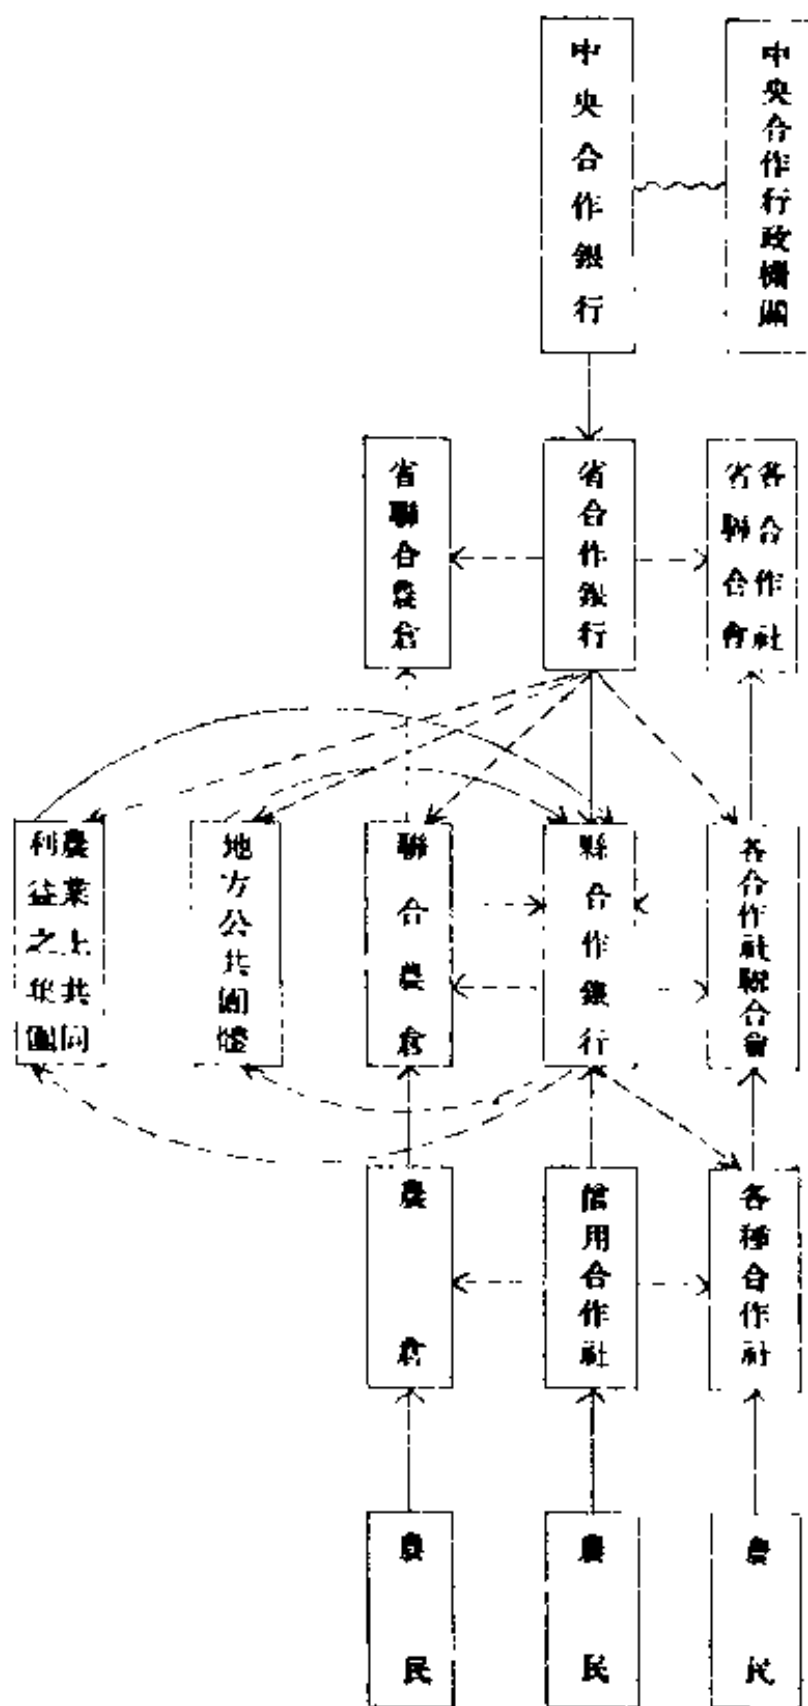 中央合作行政機關
中央合作銀行
各合作社
省聯合會
省合作銀行
省聯合農倉
各合作社聯合會
縣合作銀行
聯合農倉
地方公共團體
農業上共同
利益之集團
各種合作社
信用合作社
農倉
農民
農民
農民